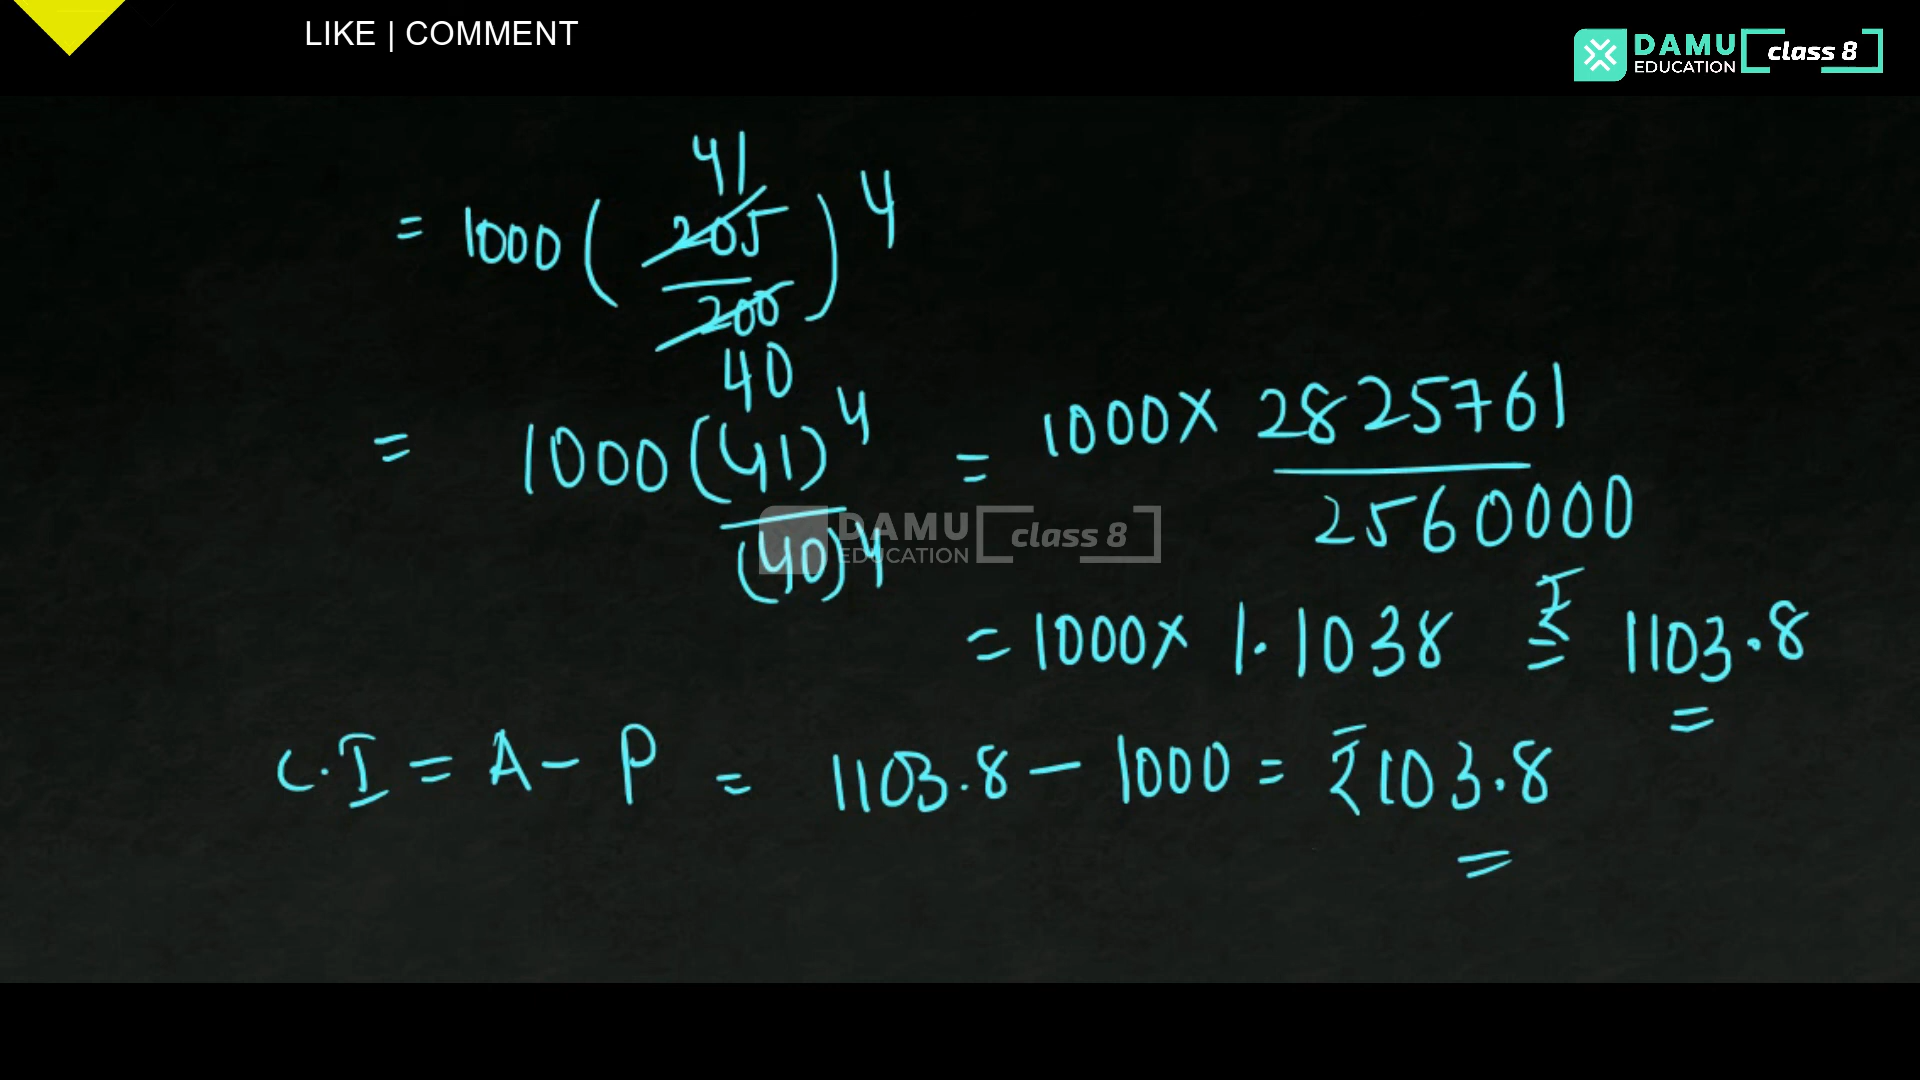 LIKE | COMMENT
DAMU EDUCATION class 8
41
= 1000 ( 205 / 200 ) 4
40
= 1000 (41)4 / (40)4 = 1000 x 2825761 / 2560000
DAMU EDUCATION class 8
= 1000 x 1.1038 = ₹ 1103.8
C.I = A - P = 1103.8 - 1000 = ₹103.8